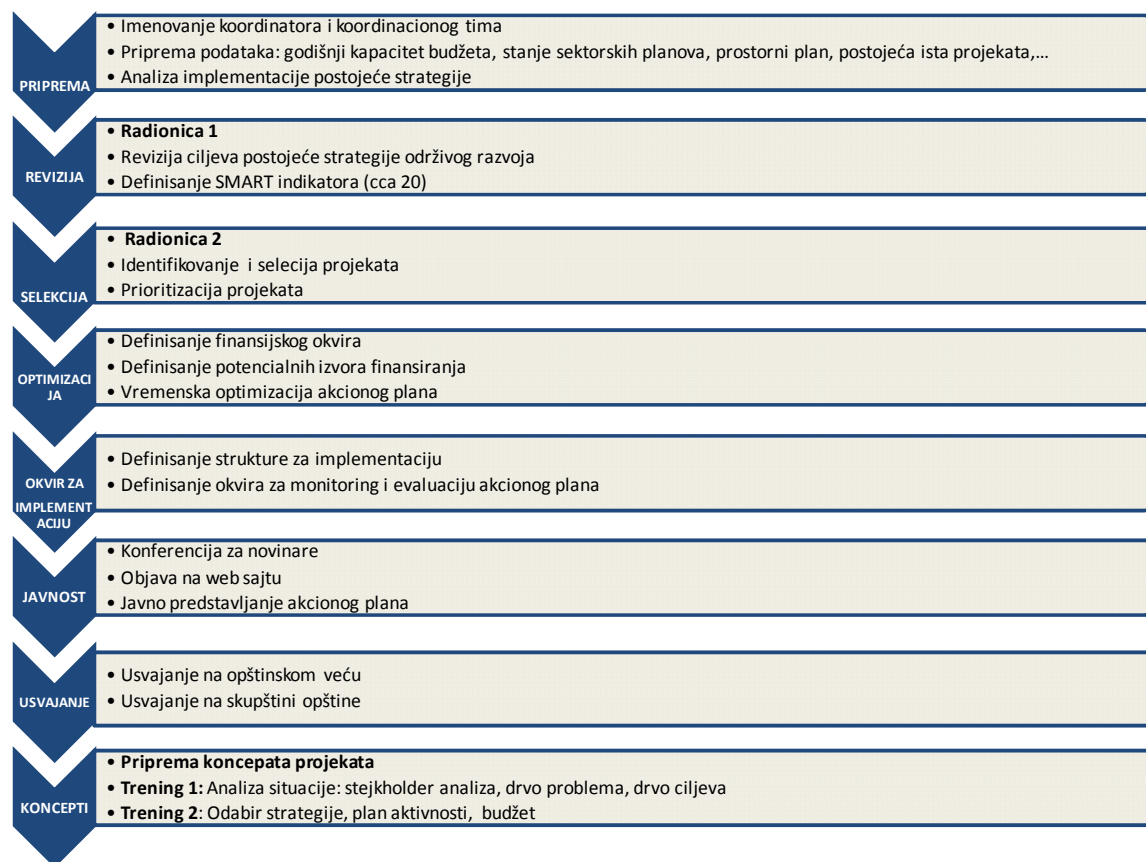 PRIPREMA
• Imenovanje koordinatora i koordinacionog tima
• Priprema podataka: godišnji kapacitet budžeta, stanje sektorskih planova, prostorni plan, postojeća ista projekata,...
• Analiza implementacije postojeće strategije
REVIZIJA
• Radionica 1
• Revizija ciljeva postojeće strategije održivog razvoja
• Definisanje SMART indikatora (cca 20)
SELEKCIJA
• Radionica 2
• Identifikovanje i selecija projekata
• Prioritizacija projekata
OPTIMIZACI
JA
• Definisanje finansijskog okvira
• Definisanje potencijalnih izvora finansiranja
• Vremenska optimizacija akcionog plana
OKVIR ZA
IMPLEMENT
ACIJU
• Definisanje strukture za implementaciju
• Definisanje okvira za monitoring i evaluaciju akcionog plana
JAVNOST
• Konferencija za novinare
• Objava na web sajtu
• Javno predstavljanje akcionog plana
USVAJANJE
• Usvajanje na opštinskom veću
• Usvajanje na skupštini opštine
KONCEPTI
• Priprema koncepata projekata
• Trening 1: Analiza situacije: stejkholder analiza, drvo problema, drvo ciljeva
• Trening 2: Odabir strategije, plan aktivnosti, budžet